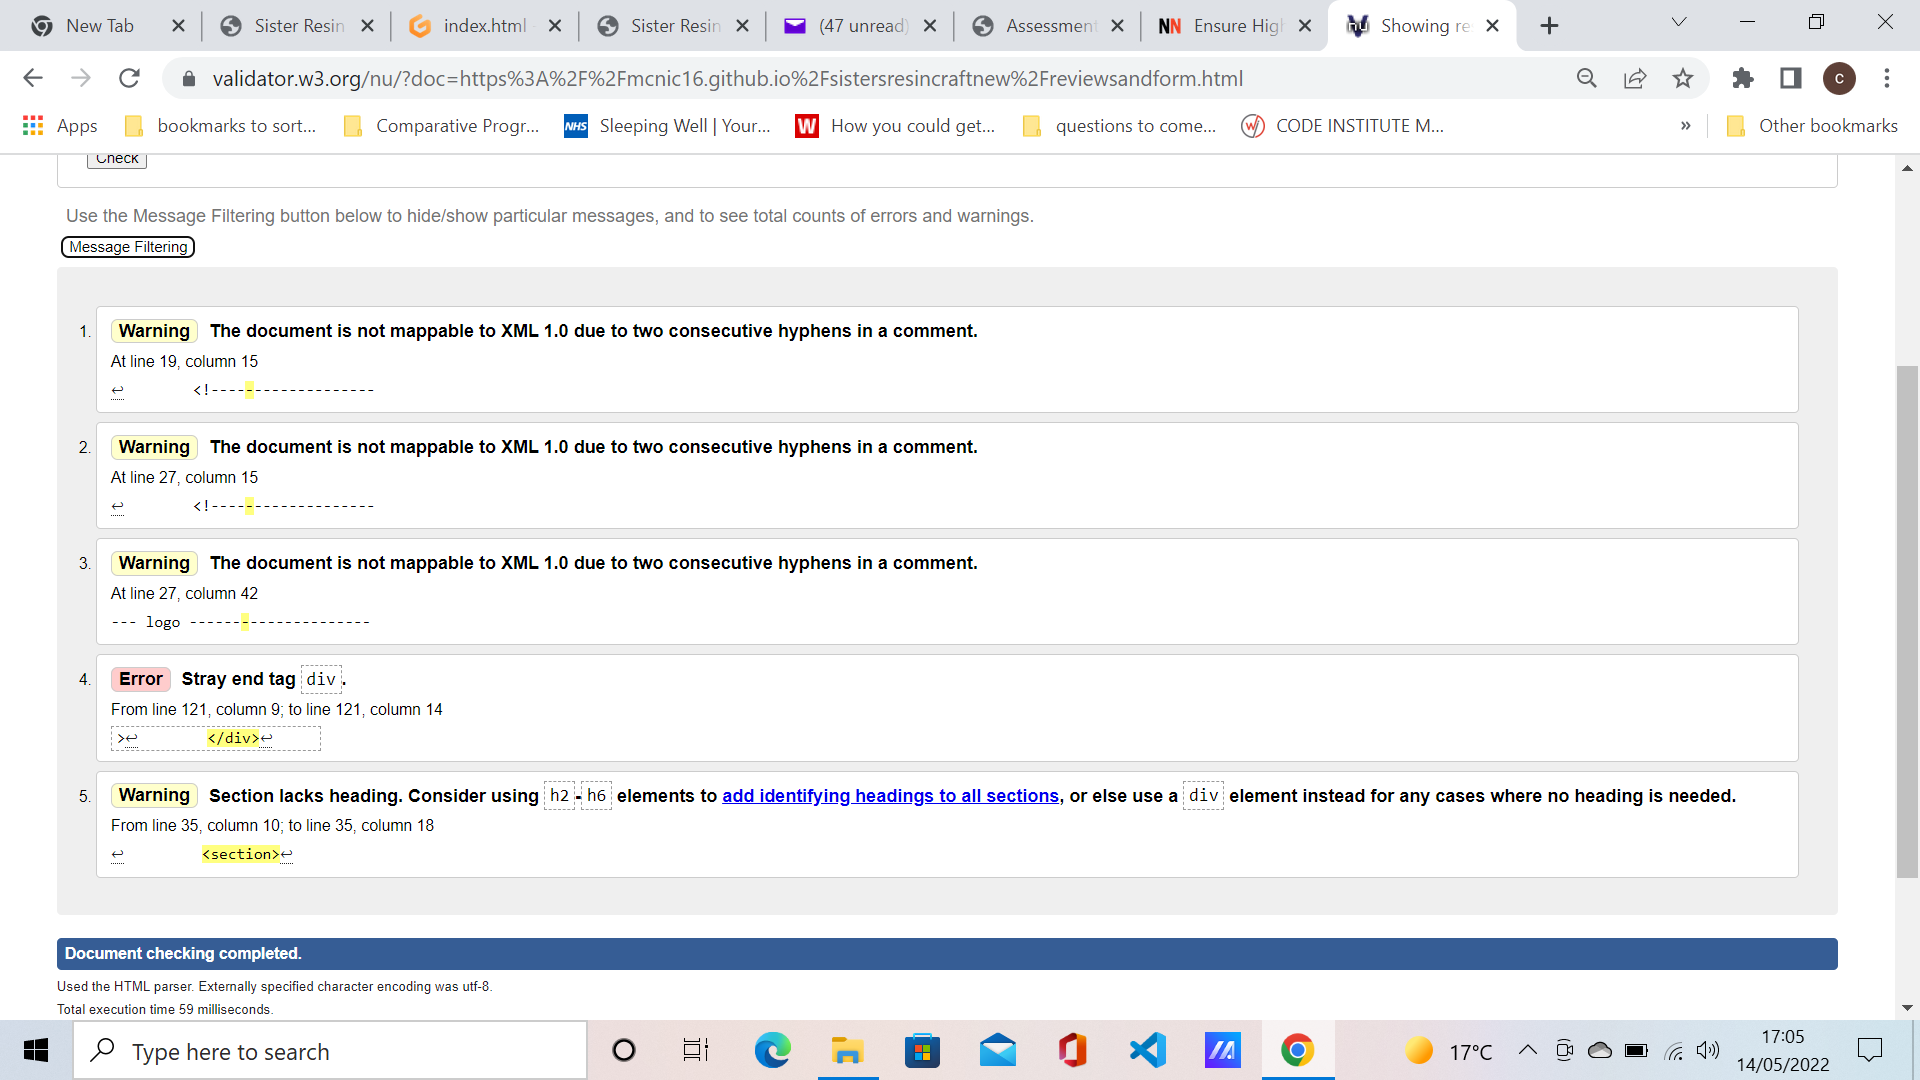 New Tab
Sister Resin
index.html
Sister Resin
(47 unread)
Assessment
NN Ensure High
Showing re
validator.w3.org/nu/?doc=https%3A%2F%2Fmcnic16.github.io%2Fsistersresincraftnew%2Freviewsandform.html
c
Apps
bookmarks to sort...
Comparative Progr...
NHS Sleeping Well | Your...
W How you could get...
questions to come...
CODE INSTITUTE M...
»
Other bookmarks
Check
Use the Message Filtering button below to hide/show particular messages, and to see total counts of errors and warnings.
Message Filtering
1. Warning The document is not mappable to XML 1.0 due to two consecutive hyphens in a comment.
At line 19, column 15
↩ <!-------------------
2. Warning The document is not mappable to XML 1.0 due to two consecutive hyphens in a comment.
At line 27, column 15
↩ <!-------------------
3. Warning The document is not mappable to XML 1.0 due to two consecutive hyphens in a comment.
At line 27, column 42
--- logo ---------------------
4. Error Stray end tag div.
From line 121, column 9; to line 121, column 14
>↩ </div>↩
5. Warning Section lacks heading. Consider using h2-h6 elements to add identifying headings to all sections, or else use a div element instead for any cases where no heading is needed.
From line 35, column 10; to line 35, column 18
↩ <section>↩
Document checking completed.
Used the HTML parser. Externally specified character encoding was utf-8.
Total execution time 59 milliseconds.
Type here to search
17°C
17:05
14/05/2022